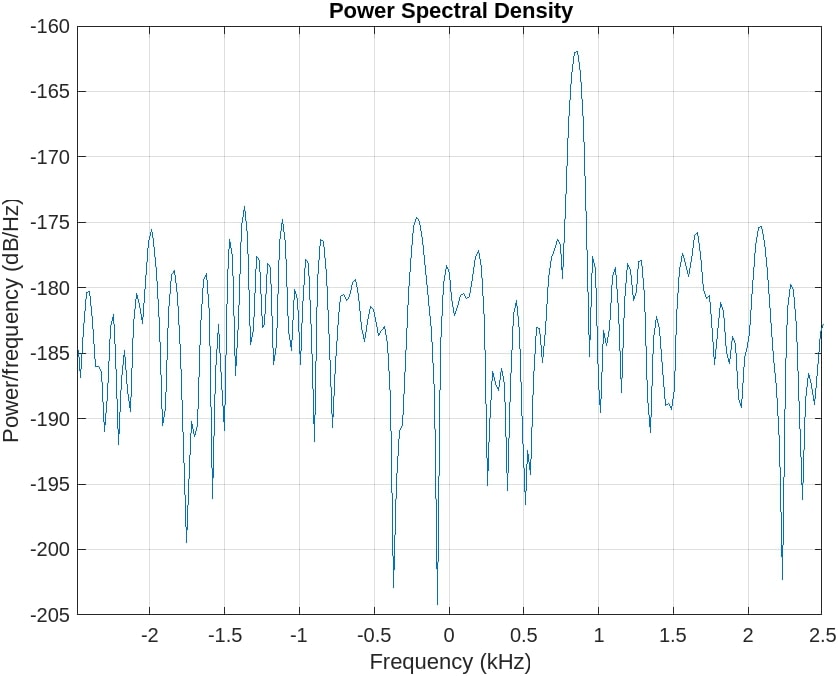 Power Spectral Density
-160
-165
-170
-175
-180
-185
-190
-195
-200
-205
Power/frequency (dB/Hz)
-2 -1.5 -1 -0.5 0 0.5 1 1.5 2 2.5
Frequency (kHz)